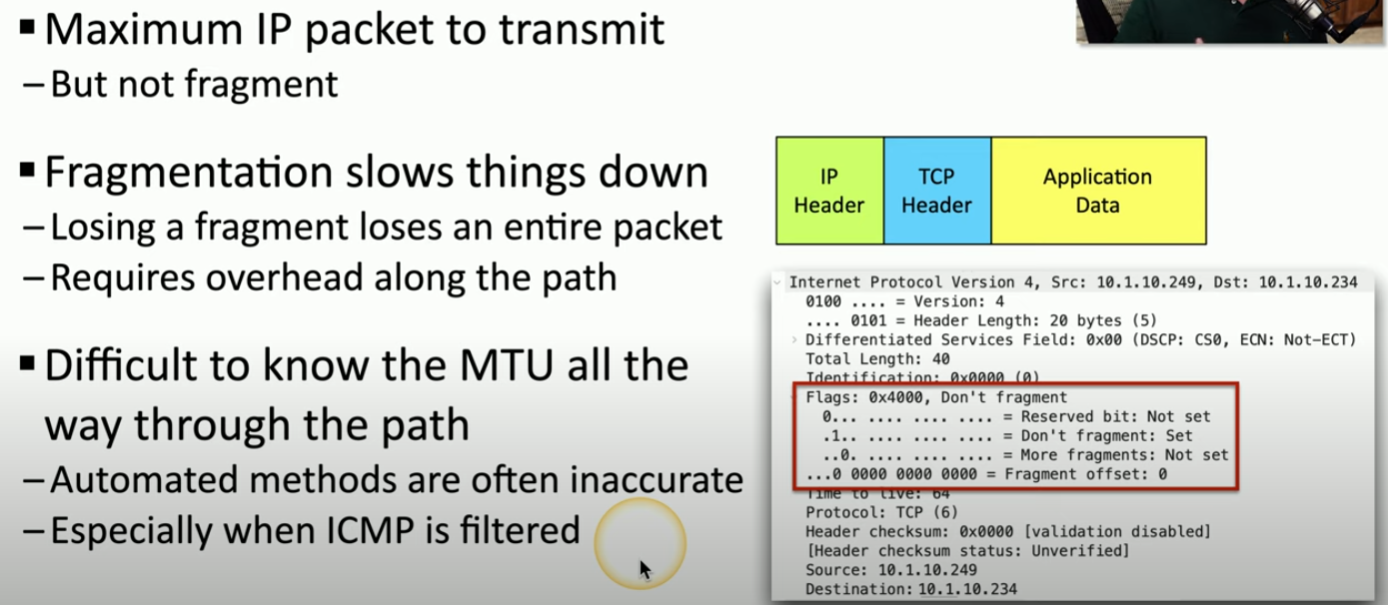 ▪ Maximum IP packet to transmit
– But not fragment
▪ Fragmentation slows things down
– Losing a fragment loses an entire packet
– Requires overhead along the path
▪ Difficult to know the MTU all the
way through the path
– Automated methods are often inaccurate
– Especially when ICMP is filtered
IP
Header
TCP
Header
Application
Data
Internet Protocol Version 4, Src: 10.1.10.249, Dst: 10.1.10.234
0100 .... = Version: 4
.... 0101 = Header Length: 20 bytes (5)
Differentiated Services Field: 0x00 (DSCP: CS0, ECN: Not-ECT)
Total Length: 40
Identification: 0x0000 (0)
Flags: 0x4000, Don't fragment
0... .... .... .... = Reserved bit: Not set
.1.. .... .... .... = Don't fragment: Set
..0. .... .... .... = More fragments: Not set
...0 0000 0000 0000 = Fragment offset: 0
Time to live: 64
Protocol: TCP (6)
Header checksum: 0x0000 [validation disabled]
[Header checksum status: Unverified]
Source: 10.1.10.249
Destination: 10.1.10.234